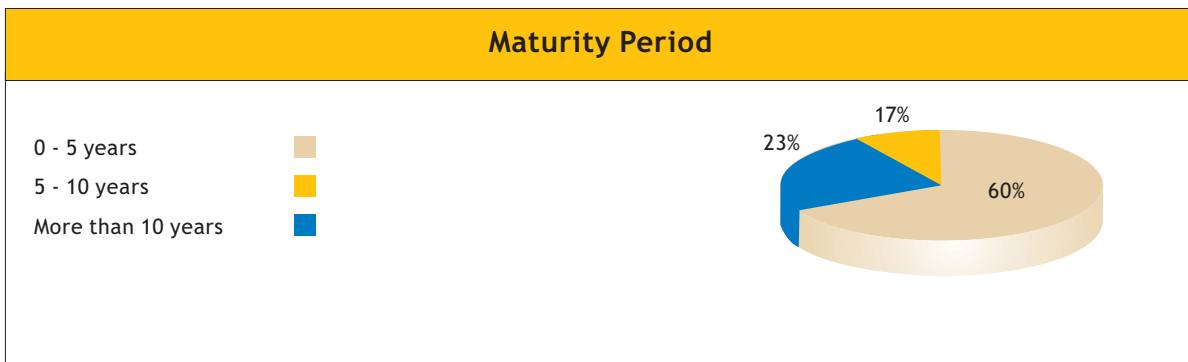 Maturity Period
0 - 5 years
5 - 10 years
More than 10 years
17%
23%
60%